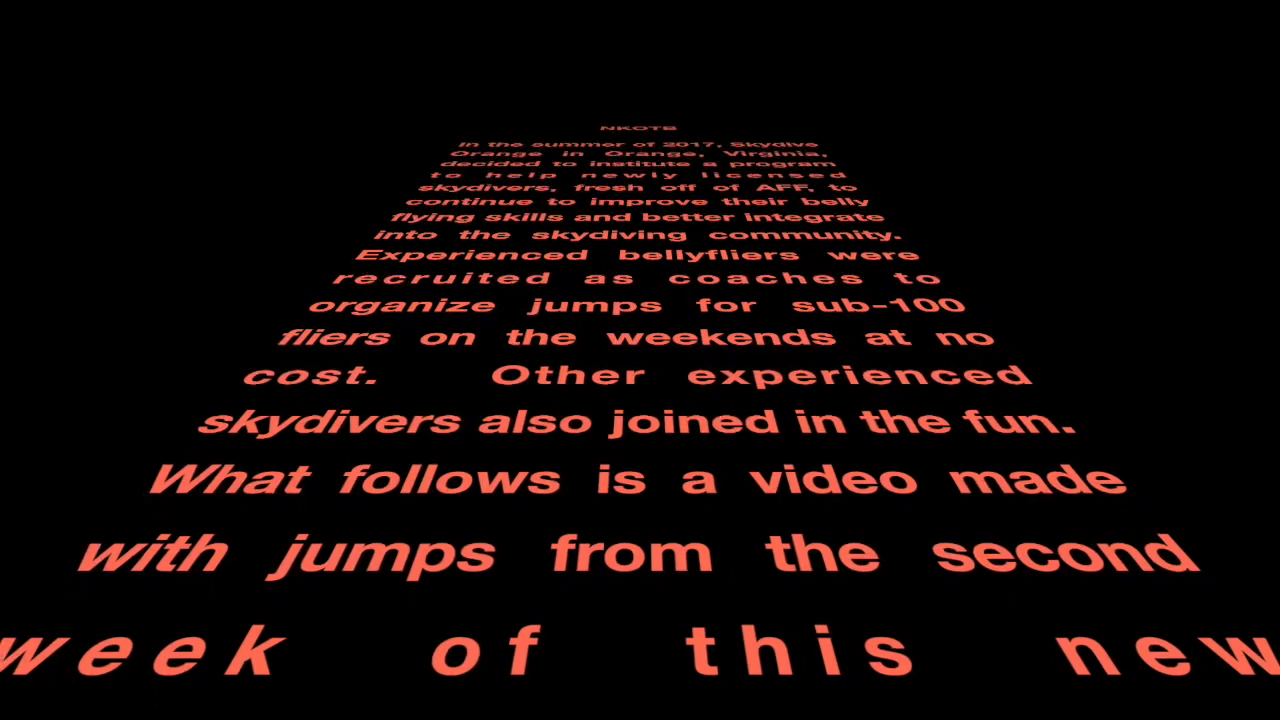 NKOTB
In the summer of 2017, Skydive
Orange in Orange, Virginia,
decided to institute a program
to help newly licensed
skydivers, fresh off of AFF, to
continue to improve their belly
flying skills and better integrate
into the skydiving community.
Experienced bellyfliers were
recruited as coaches to
organize jumps for sub-100
fliers on the weekends at no
cost. Other experienced
skydivers also joined in the fun.
What follows is a video made
with jumps from the second
week of this new